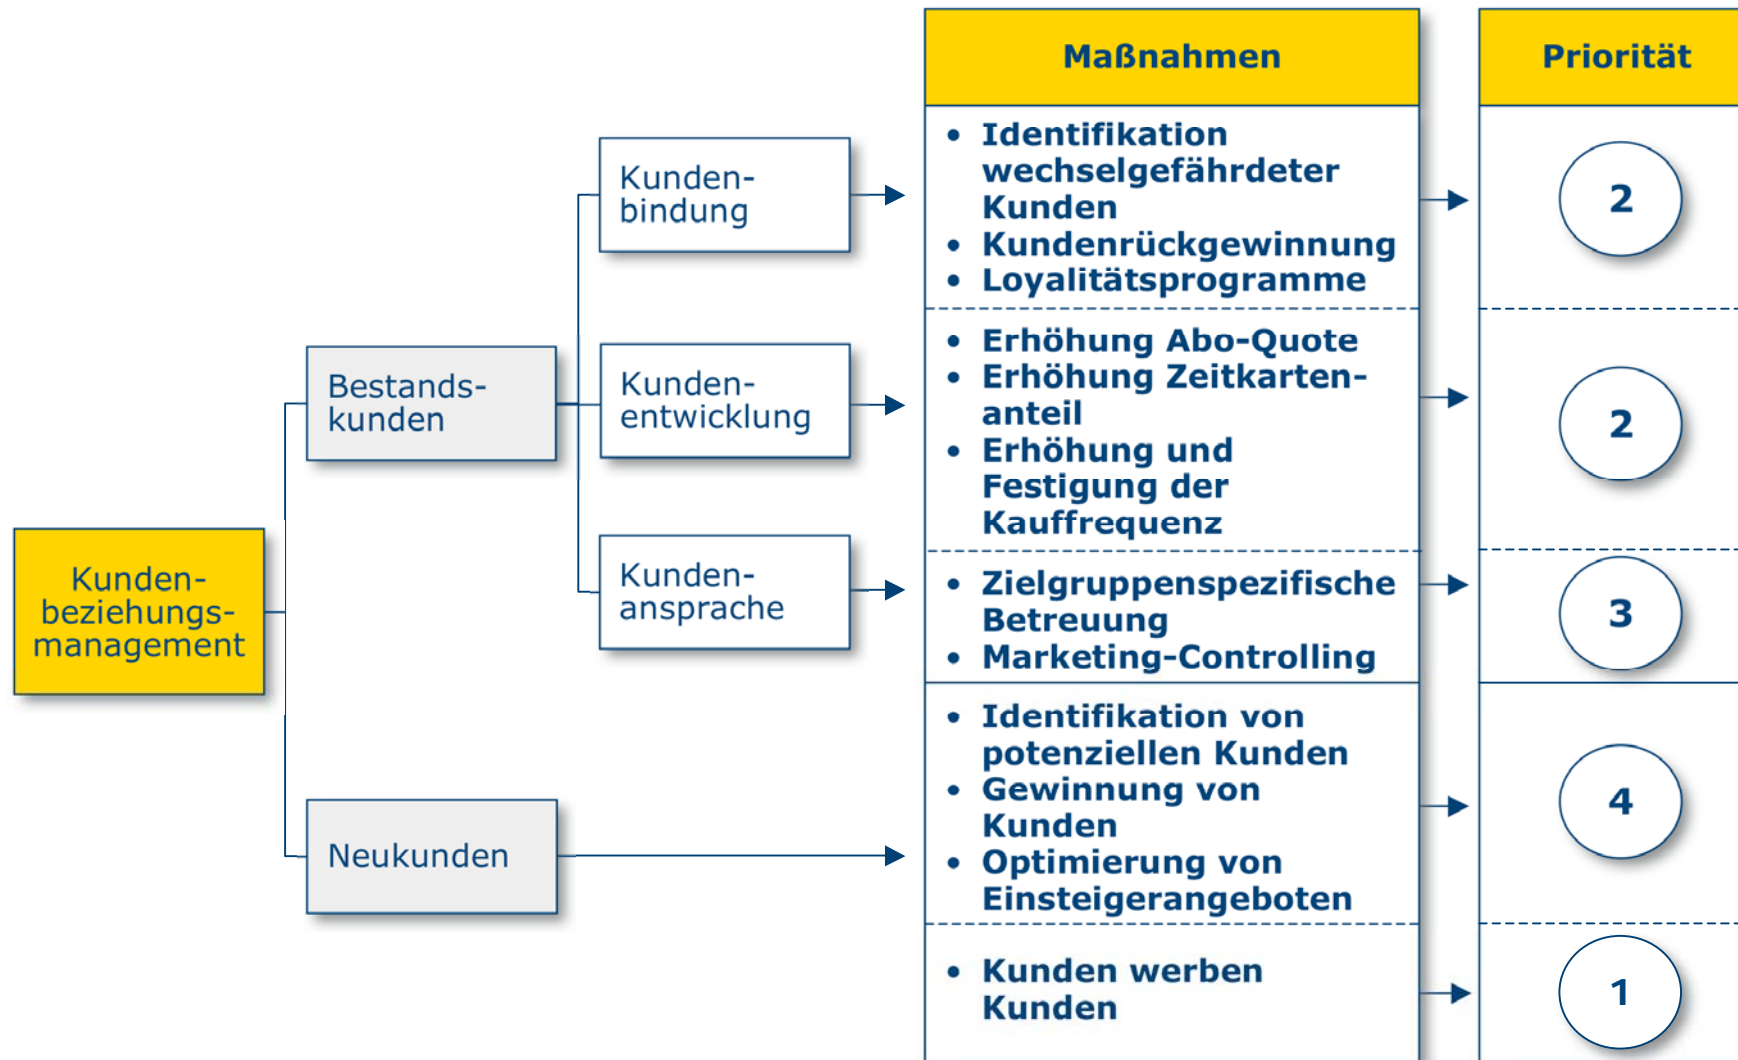 Maßnahmen
Priorität
Kunden-
bindung
• Identifikation
wechselgefährdeter
Kunden
• Kundenrückgewinnung
• Loyalitätsprogramme
2
Bestands-
kunden
Kunden-
entwicklung
• Erhöhung Abo-Quote
• Erhöhung Zeitkarten-
anteil
• Erhöhung und
Festigung der
Kauffrequenz
2
Kunden-
beziehungs-
management
Kunden-
ansprache
• Zielgruppenspezifische
Betreuung
• Marketing-Controlling
3
Neukunden
• Identifikation von
potenziellen Kunden
• Gewinnung von
Kunden
• Optimierung von
Einsteigerangeboten
4
• Kunden werben
Kunden
1